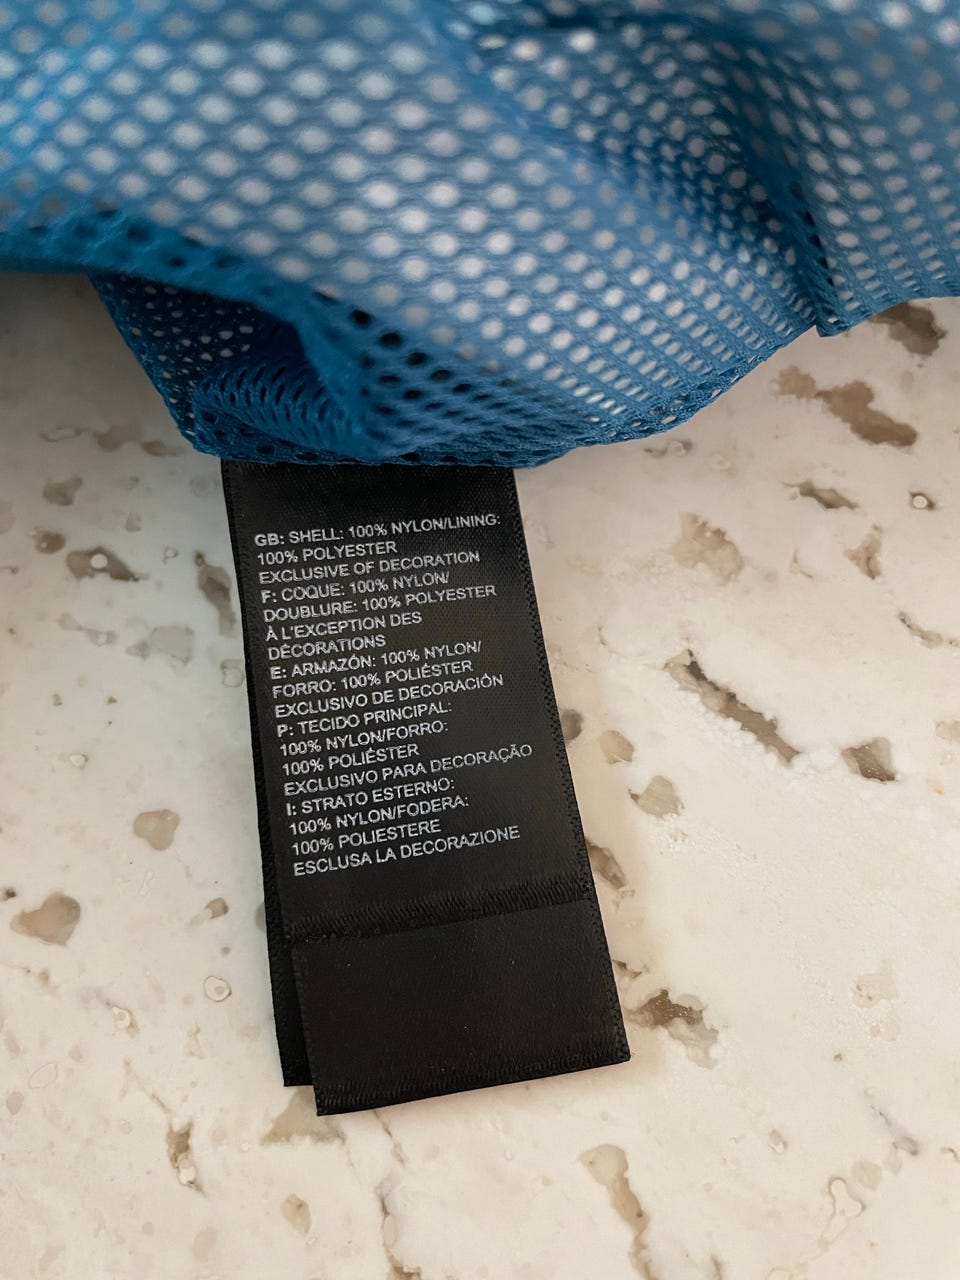 GB: SHELL: 100% NYLON/LINING:
100% POLYESTER
EXCLUSIVE OF DECORATION
F: COQUE: 100% NYLON/
DOUBLURE: 100% POLYESTER
À L'EXCEPTION DES
DÉCORATIONS
E: ARMAZÓN: 100% NYLON/
FORRO: 100% POLIÉSTER
EXCLUSIVO DE DECORACIÓN
P: TECIDO PRINCIPAL:
100% NYLON/FORRO:
100% POLIÉSTER
EXCLUSIVO PARA DECORAÇÃO
I: STRATO ESTERNO:
100% NYLON/FODERA:
100% POLIESTERE
ESCLUSA LA DECORAZIONE